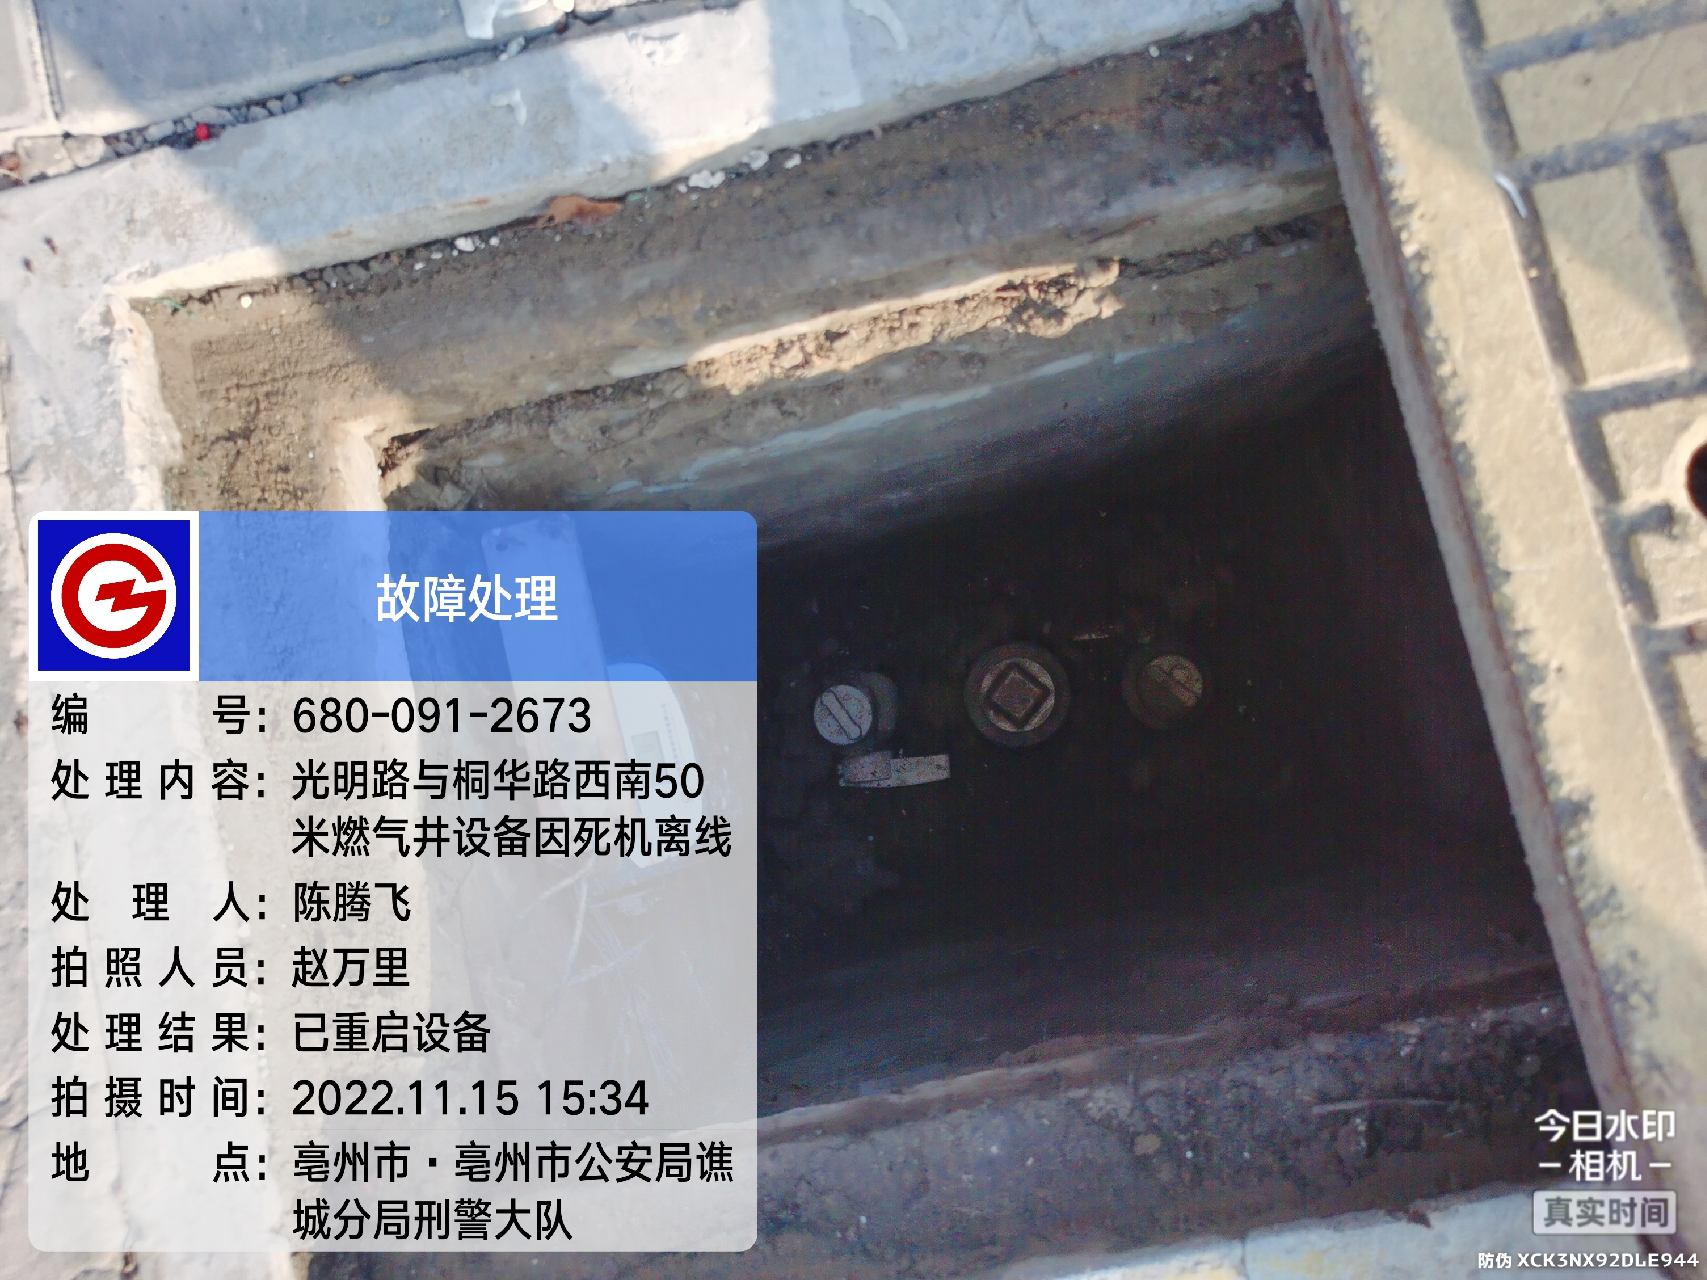 故障处理
编号：680-091-2673
处理内容：光明路与桐华路西南50
米燃气井设备因死机离线
处理人：陈腾飞
拍照人员：赵万里
处理结果：已重启设备
拍摄时间：2022.11.15 15:34
地点：亳州市·亳州市公安局谯
城分局刑警大队
今日水印
-相机-
真实时间
防伪 XCK3NX92DLE944